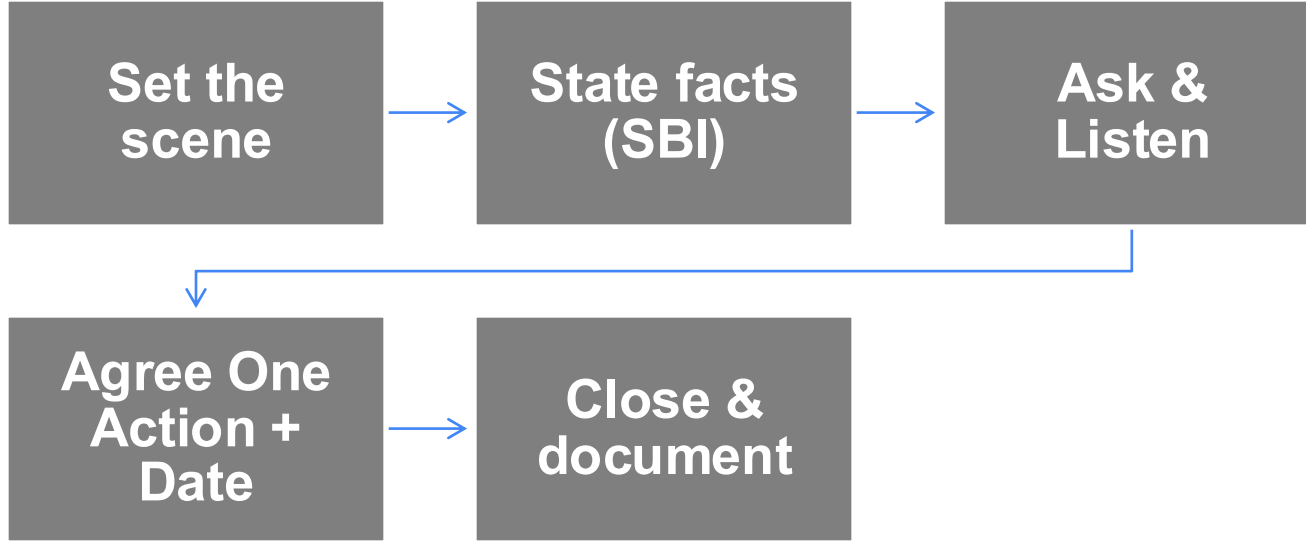 Set the
scene
State facts
(SBI)
Ask &
Listen
Agree One
Action +
Date
Close &
document